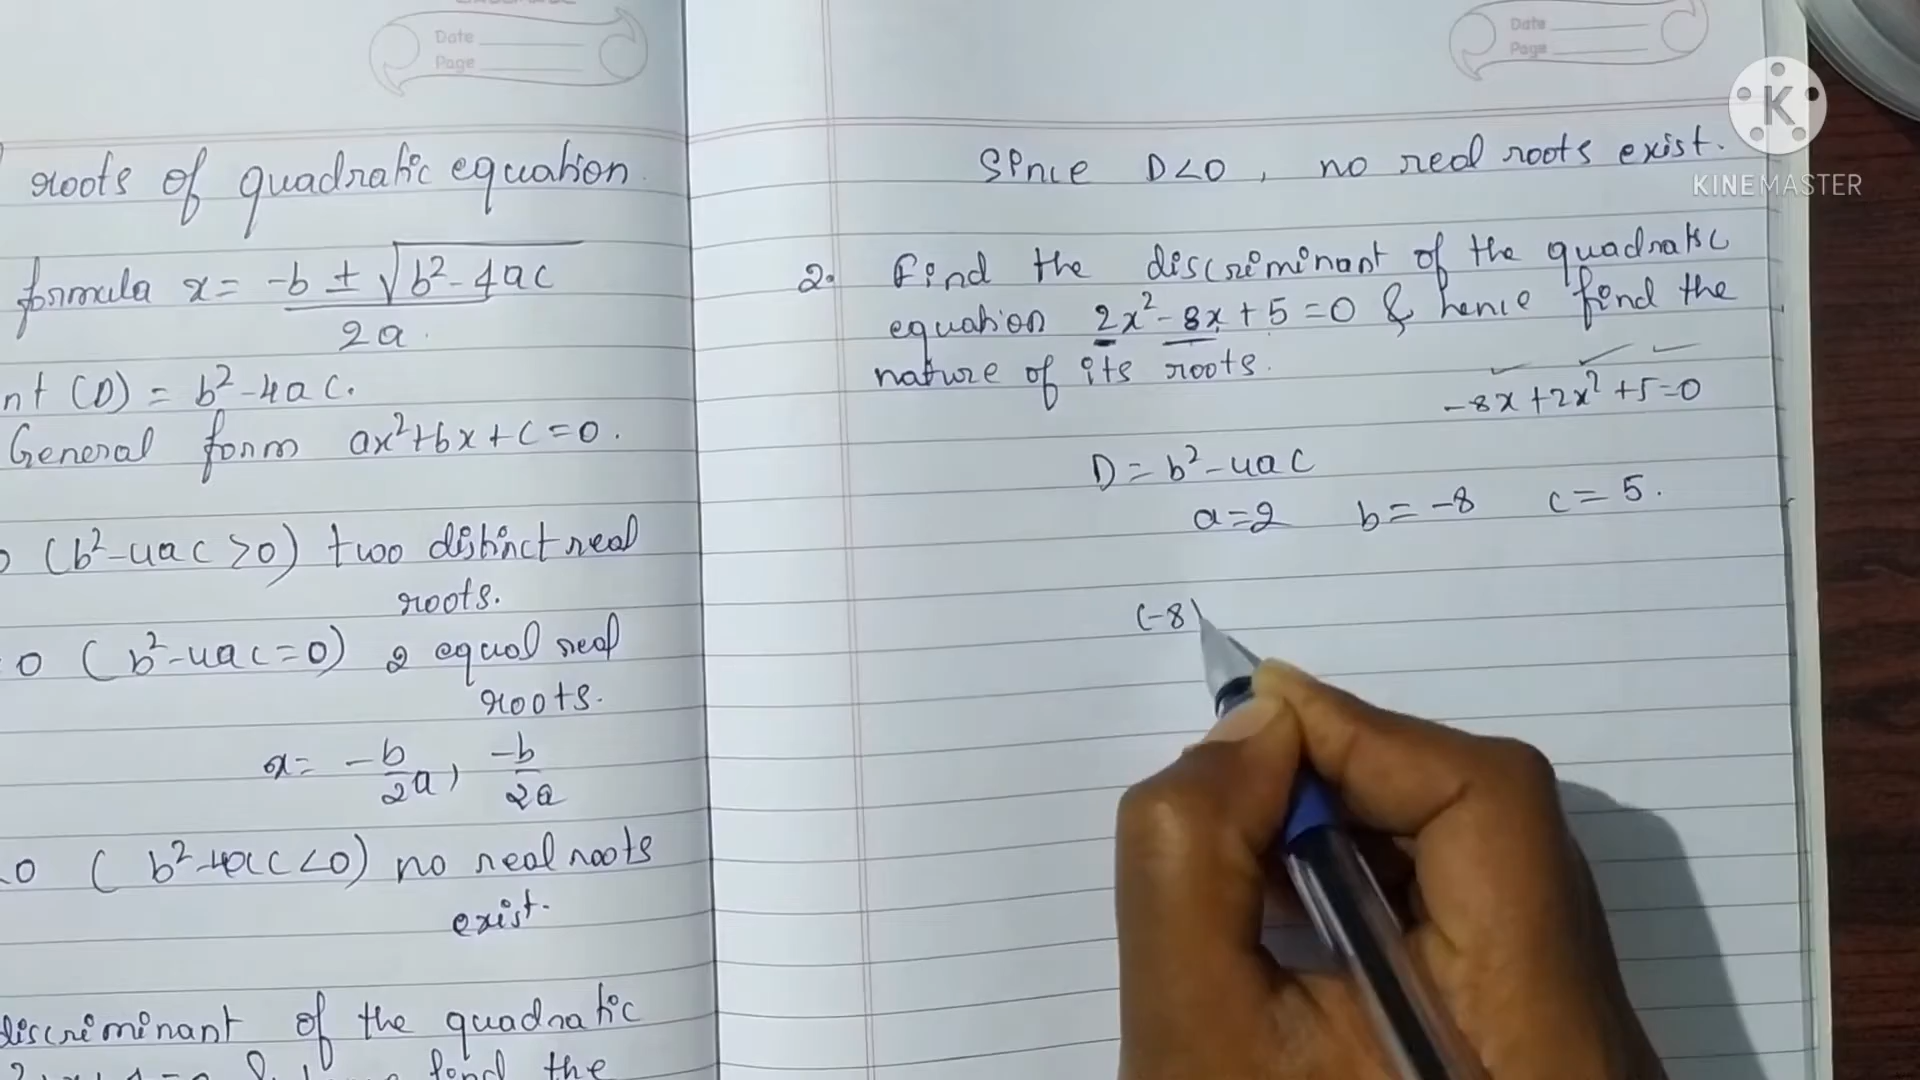 Date
Page
roots of quadratic equation.
formula x = -b ± √b² - 4ac
2a.
nt (D) = b² - 4ac.
General form ax² + bx + c = 0.
(b² - 4ac > 0) two distinct real
roots.
0 (b² - 4ac = 0) 2 equal real
roots.
x = -b/2a, -b/2a
<0 (b² - 4ac < 0) no real roots
exist.
discriminant of the quadratic
find the
Date
Page
K
KINEMASTER
Since D<0, no real roots exist.
2. Find the discriminant of the quadratic
equation 2x² - 8x + 5 = 0 & hence find the
nature of its roots.
-8x + 2x² + 5 = 0
D = b² - 4ac
a = 2 b = -8 c = 5.
(-8)